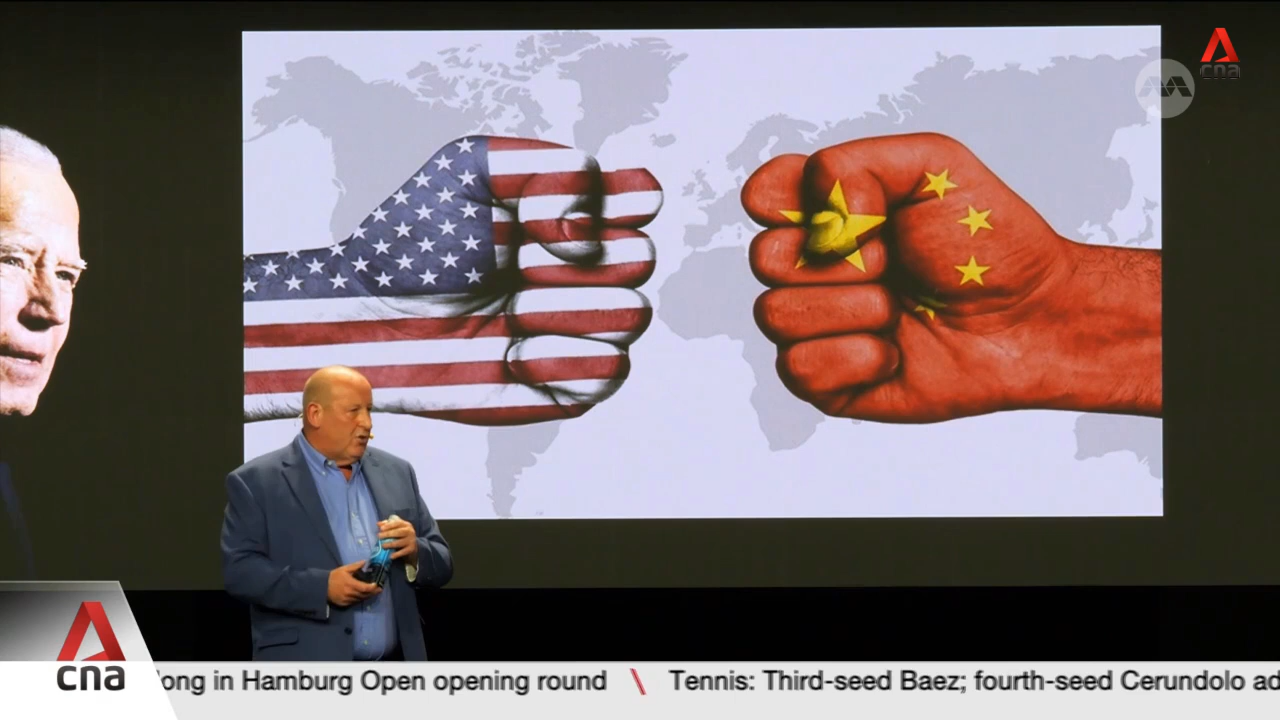 cna
cna
ong in Hamburg Open opening round \ Tennis: Third-seed Baez; fourth-seed Cerundolo ad